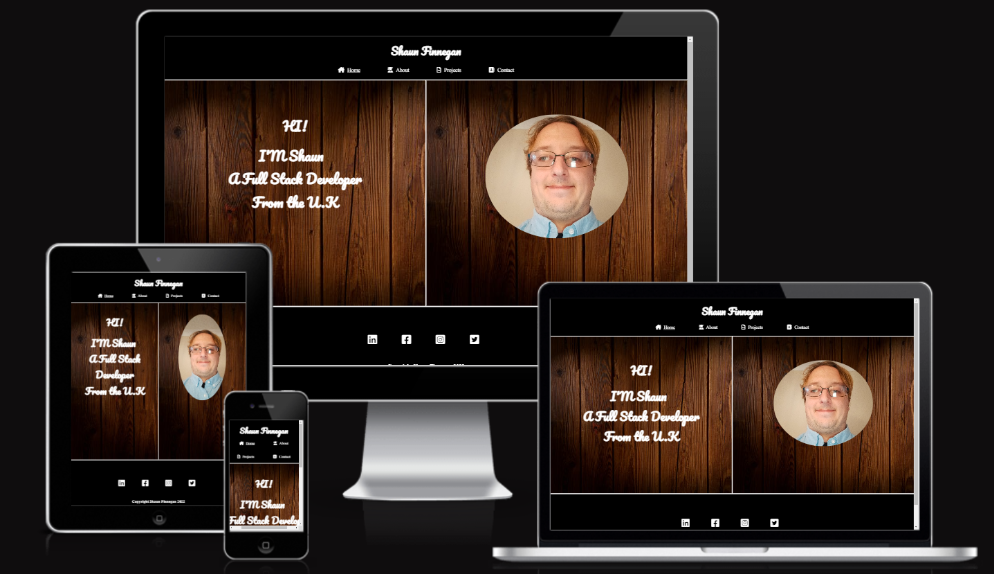 Shaun Finnegan
Home About Projects Contact
HI!
I'M Shaun
A Full Stack Developer
From the U.K
Shaun Finnegan
Home About Projects Contact
HI!
I'M Shaun
A Full Stack
Developer
From the U.K
Copyright Shaun Finnegan 2022
Shaun Finnegan
Home About
Projects Contact
HI!
I'M Shaun
Full Stack Develop
Shaun Finnegan
Home About Projects Contact
HI!
I'M Shaun
A Full Stack Developer
From the U.K